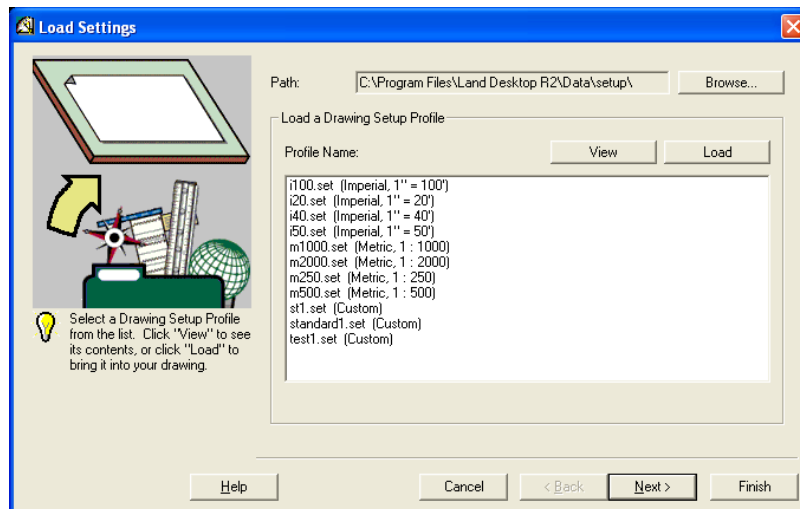 Load Settings
Path: C:\Program Files\Land Desktop R2\Data\setup\ Browse...
Load a Drawing Setup Profile
Profile Name: View Load
i100.set (Imperial, 1" = 100')
i20.set (Imperial, 1" = 20')
i40.set (Imperial, 1" = 40')
i50.set (Imperial, 1" = 50')
m1000.set (Metric, 1 : 1000)
m2000.set (Metric, 1 : 2000)
m250.set (Metric, 1 : 250)
m500.set (Metric, 1 : 500)
st1.set (Custom)
standard1.set (Custom)
test1.set (Custom)
Select a Drawing Setup Profile
from the list. Click "View" to see
its contents, or click "Load" to
bring it into your drawing.
Help Cancel < Back Next > Finish